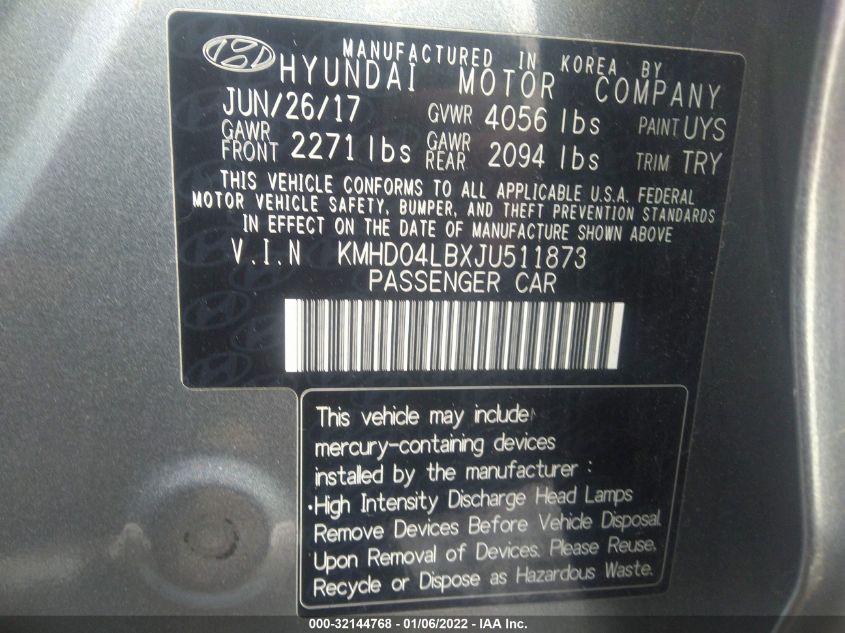 MANUFACTURED IN KOREA BY
HYUNDAI MOTOR COMPANY
JUN/26/17 GVWR 4056 lbs PAINT UYS
GAWR FRONT 2271 lbs GAWR REAR 2094 lbs TRIM TRY
THIS VEHICLE CONFORMS TO ALL APPLICABLE U.S.A. FEDERAL
MOTOR VEHICLE SAFETY, BUMPER, AND THEFT PREVENTION STANDARDS
IN EFFECT ON THE DATE OF MANUFACTURE SHOWN ABOVE
V.I.N KMHD04LBXJU511873
PASSENGER CAR
This vehicle may include
mercury-containing devices
installed by the manufacturer :
·High Intensity Discharge Head Lamps
Remove Devices Before Vehicle Disposal.
Upon Removal of Devices. Please Reuse,
Recycle or Dispose as Hazardous Waste.
000-32144768 - 01/06/2022 - IAA Inc.